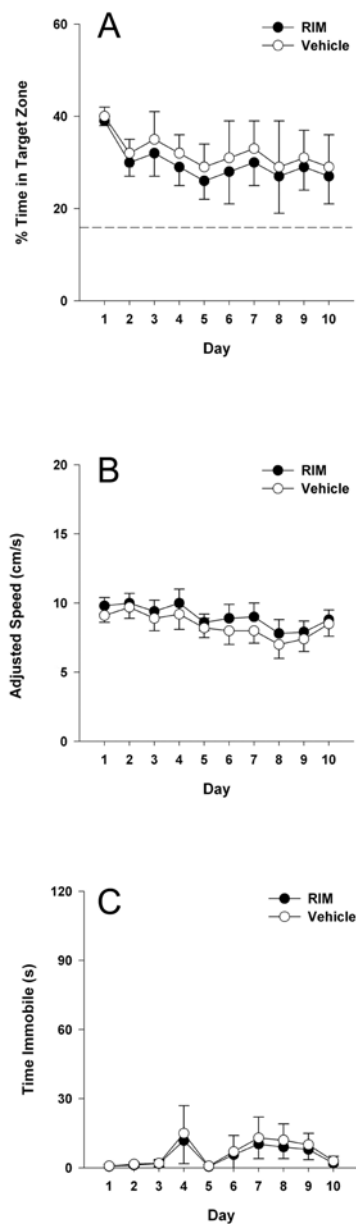 A
RIM
Vehicle
60
40
20
0
% Time in Target Zone
1 2 3 4 5 6 7 8 9 10
Day
B
RIM
Vehicle
20
15
10
5
0
Adjusted Speed (cm/s)
1 2 3 4 5 6 7 8 9 10
Day
C
RIM
Vehicle
120
90
60
30
0
Time Immobile (s)
1 2 3 4 5 6 7 8 9 10
Day